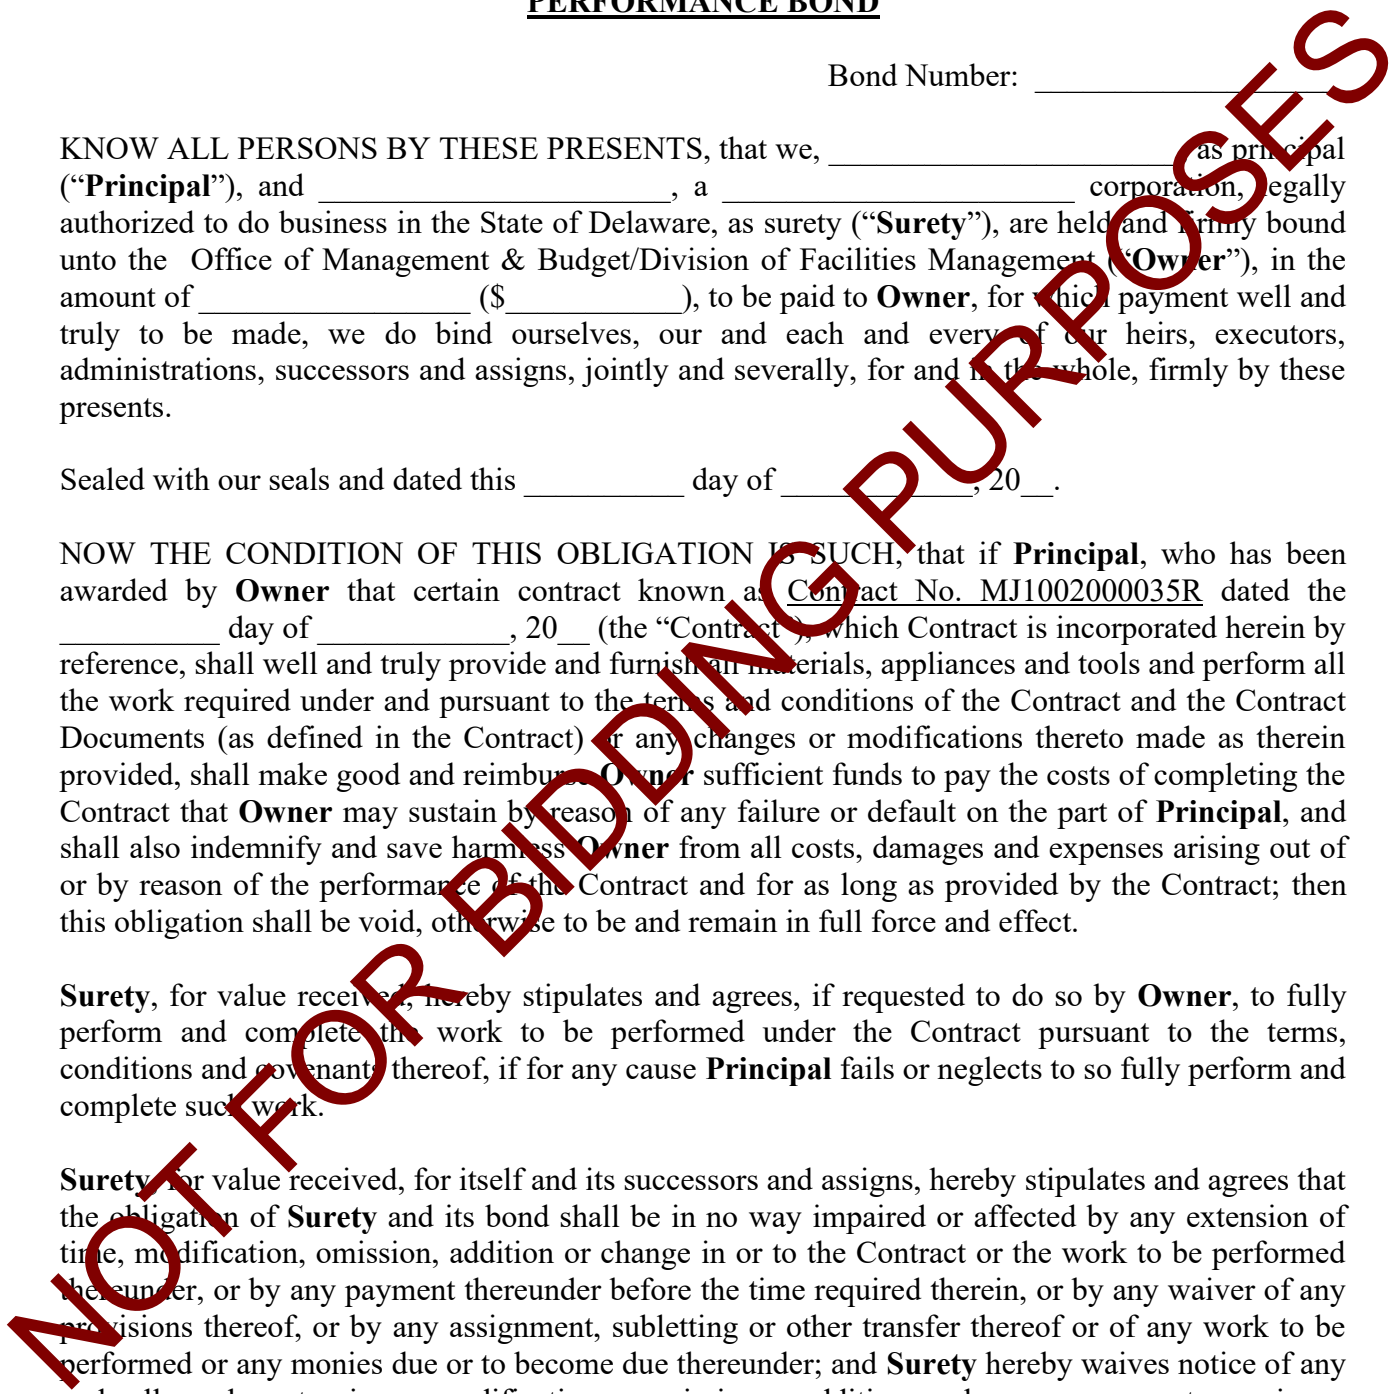 PERFORMANCE BOND
Bond Number: ____________________
KNOW ALL PERSONS BY THESE PRESENTS, that we, ______________________ as principal
(“Principal”), and ______________________, a ______________________ corporation, legally
authorized to do business in the State of Delaware, as surety (“Surety”), are held and firmly bound
unto the Office of Management & Budget/Division of Facilities Management (“Owner”), in the
amount of _________________ ($___________), to be paid to Owner, for which payment well and
truly to be made, we do bind ourselves, our and each and every of our heirs, executors,
administrations, successors and assigns, jointly and severally, for and in the whole, firmly by these
presents.
Sealed with our seals and dated this __________ day of ____________, 20__.
NOW THE CONDITION OF THIS OBLIGATION IS SUCH, that if Principal, who has been
awarded by Owner that certain contract known as Contract No. MJ1002000035R dated the
__________ day of ____________, 20__ (the “Contract”), which Contract is incorporated herein by
reference, shall well and truly provide and furnish all materials, appliances and tools and perform all
the work required under and pursuant to the terms and conditions of the Contract and the Contract
Documents (as defined in the Contract) or any changes or modifications thereto made as therein
provided, shall make good and reimburse Owner sufficient funds to pay the costs of completing the
Contract that Owner may sustain by reason of any failure or default on the part of Principal, and
shall also indemnify and save harmless Owner from all costs, damages and expenses arising out of
or by reason of the performance of the Contract and for as long as provided by the Contract; then
this obligation shall be void, otherwise to be and remain in full force and effect.
Surety, for value received, hereby stipulates and agrees, if requested to do so by Owner, to fully
perform and complete the work to be performed under the Contract pursuant to the terms,
conditions and covenants thereof, if for any cause Principal fails or neglects to so fully perform and
complete such work.
Surety, for value received, for itself and its successors and assigns, hereby stipulates and agrees that
the obligation of Surety and its bond shall be in no way impaired or affected by any extension of
time, modification, omission, addition or change in or to the Contract or the work to be performed
thereunder, or by any payment thereunder before the time required therein, or by any waiver of any
provisions thereof, or by any assignment, subletting or other transfer thereof or of any work to be
performed or any monies due or to become due thereunder; and Surety hereby waives notice of any
NOT FOR BIDDING PURPOSES